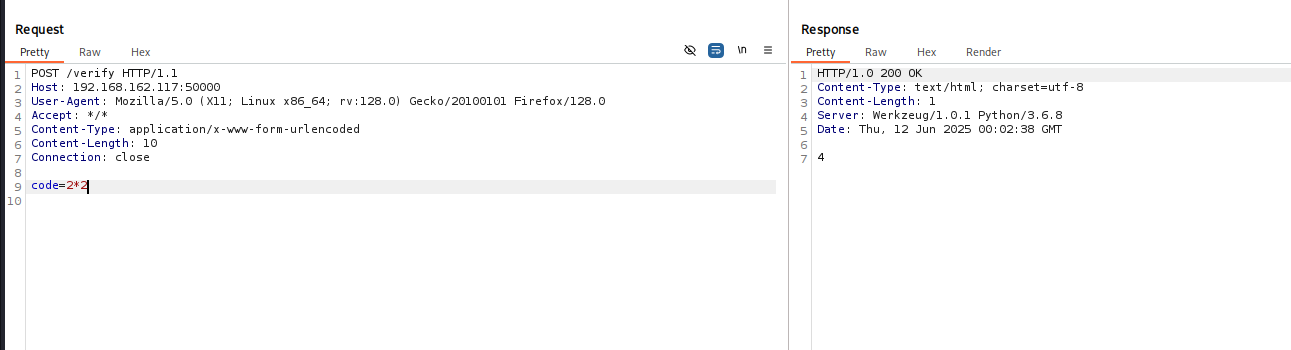 Request
Pretty Raw Hex
\n
1 POST /verify HTTP/1.1
2 Host: 192.168.162.117:50000
3 User-Agent: Mozilla/5.0 (X11; Linux x86_64; rv:128.0) Gecko/20100101 Firefox/128.0
4 Accept: */*
5 Content-Type: application/x-www-form-urlencoded
6 Content-Length: 10
7 Connection: close
8
9 code=2*2
10
Response
Pretty Raw Hex Render
1 HTTP/1.0 200 OK
2 Content-Type: text/html; charset=utf-8
3 Content-Length: 1
4 Server: Werkzeug/1.0.1 Python/3.6.8
5 Date: Thu, 12 Jun 2025 00:02:38 GMT
6
7 4